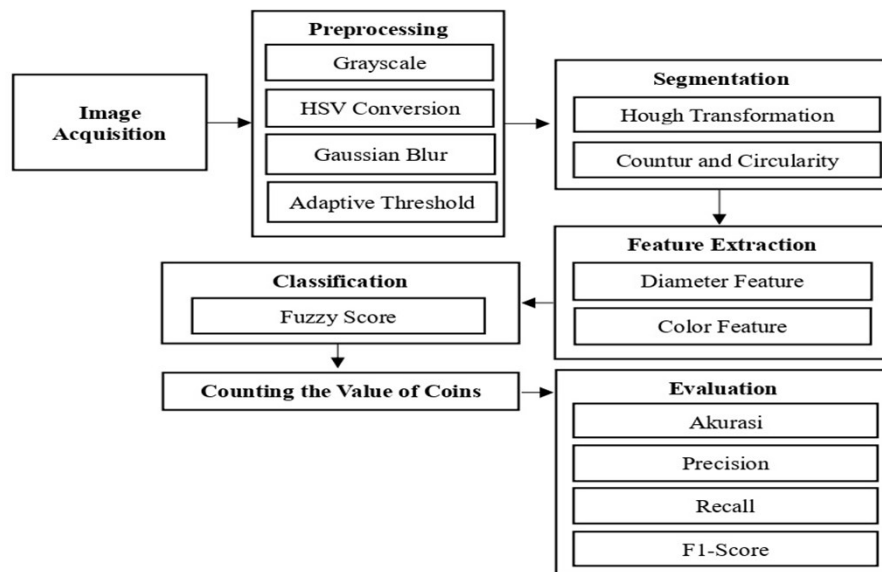 Image
Acquisition
Preprocessing
Grayscale
HSV Conversion
Gaussian Blur
Adaptive Threshold
Segmentation
Hough Transformation
Countur and Circularity
Feature Extraction
Diameter Feature
Color Feature
Classification
Fuzzy Score
Counting the Value of Coins
Evaluation
Akurasi
Precision
Recall
F1-Score